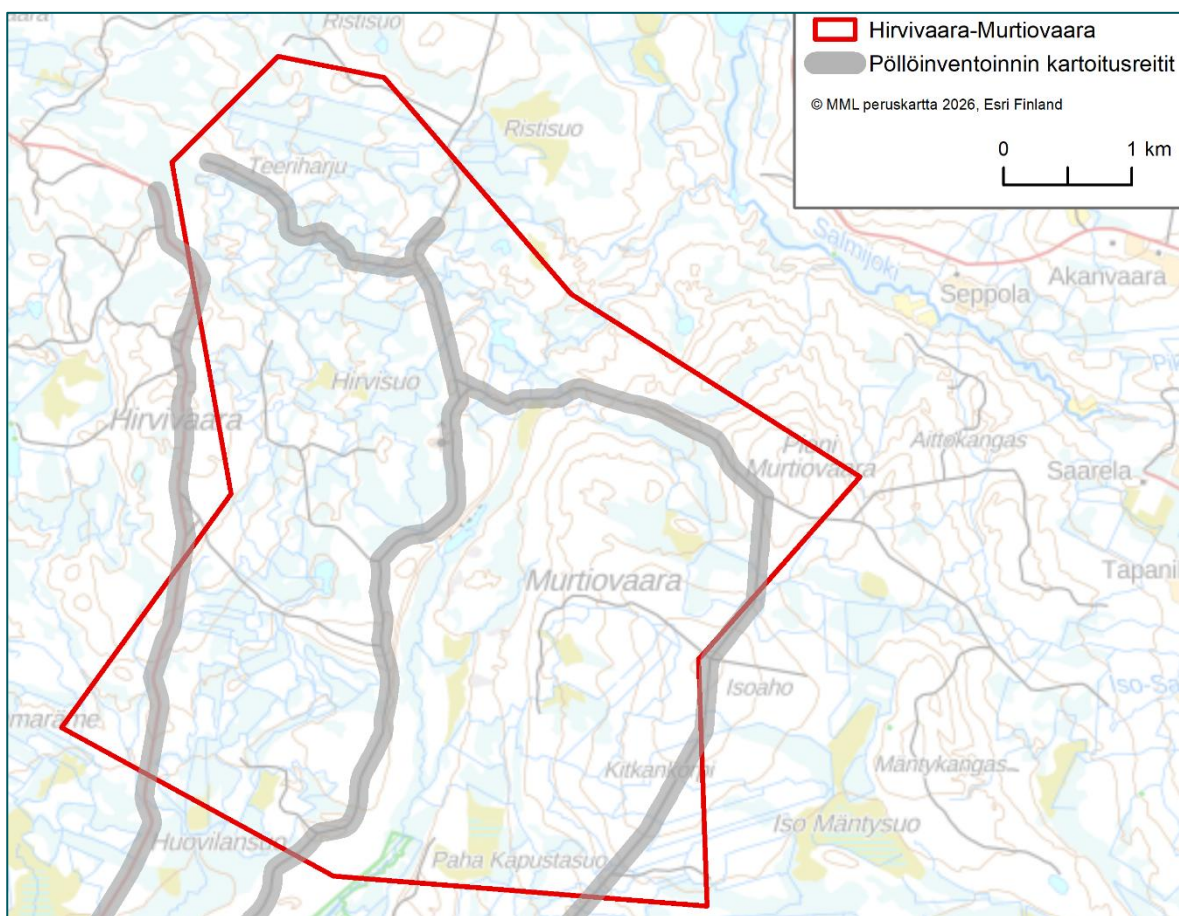 Ristisuo
Hirvivaara-Murtiovaara
Pöllöinventoinnin kartoitusreitit
© MML peruskartta 2026, Esri Finland
0 1 km
Ristisuo
Teeriharju
Salmijoki
Akanvaara
Seppola
Hirvisuo
Hirvivaara
Aittokangas
Pieni
Murtiovaara
Saarela
Murtiovaara
Isoaho
maräme
Kitkankorpi
Mäntykangas
Iso Mäntysuo
Huovilansuo
Paha Kapustasuo